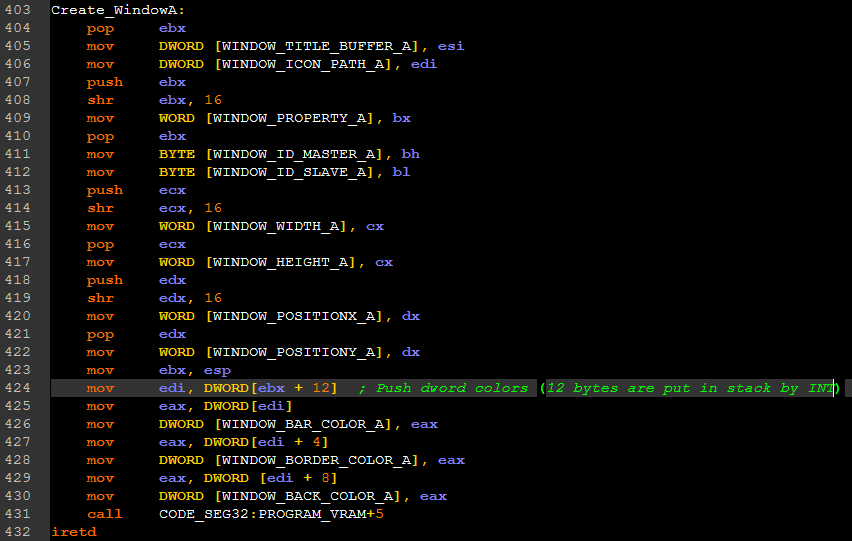 403 Create_WindowA:
404     pop     ebx
405     mov     DWORD [WINDOW_TITLE_BUFFER_A], esi
406     mov     DWORD [WINDOW_ICON_PATH_A], edi
407     push    ebx
408     shr     ebx, 16
409     mov     WORD [WINDOW_PROPERTY_A], bx
410     pop     ebx
411     mov     BYTE [WINDOW_ID_MASTER_A], bh
412     mov     BYTE [WINDOW_ID_SLAVE_A], bl
413     push    ecx
414     shr     ecx, 16
415     mov     WORD [WINDOW_WIDTH_A], cx
416     pop     ecx
417     mov     WORD [WINDOW_HEIGHT_A], cx
418     push    edx
419     shr     edx, 16
420     mov     WORD [WINDOW_POSITIONX_A], dx
421     pop     edx
422     mov     WORD [WINDOW_POSITIONY_A], dx
423     mov     ebx, esp
424     mov     edi, DWORD[ebx + 12]  ; Push dword colors (12 bytes are put in stack by INT)
425     mov     eax, DWORD[edi]
426     mov     DWORD [WINDOW_BAR_COLOR_A], eax
427     mov     eax, DWORD[edi + 4]
428     mov     DWORD [WINDOW_BORDER_COLOR_A], eax
429     mov     eax, DWORD [edi + 8]
430     mov     DWORD [WINDOW_BACK_COLOR_A], eax
431     call    CODE_SEG32:PROGRAM_VRAM+5
432 iretd